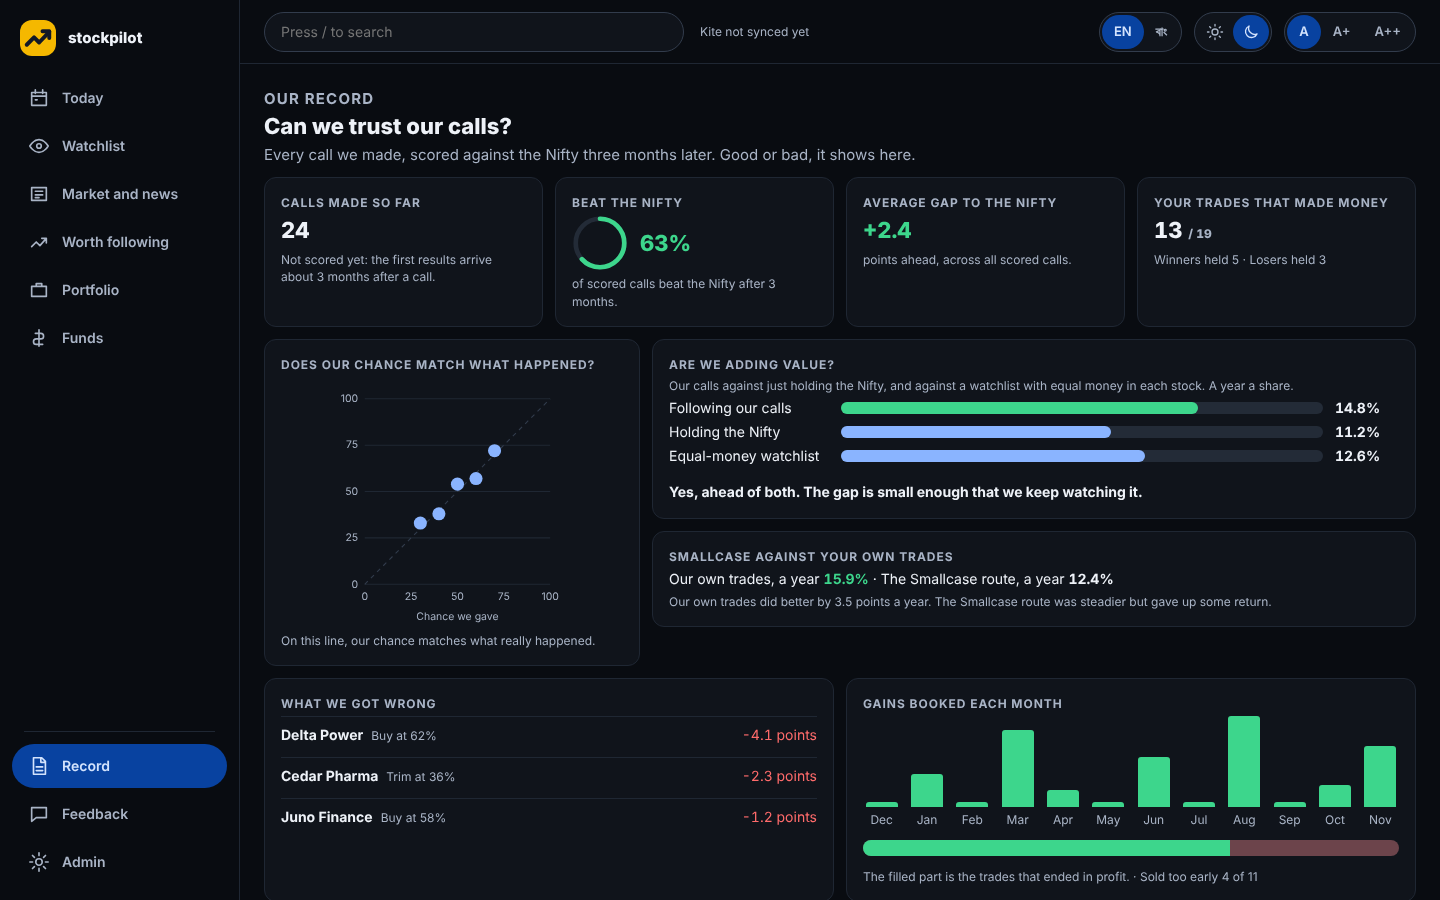 stockpilot
Press / to search
Kite not synced yet
EN
বাং
A
A+
A++
Today
Watchlist
Market and news
Worth following
Portfolio
Funds
Record
Feedback
Admin
OUR RECORD
Can we trust our calls?
Every call we made, scored against the Nifty three months later. Good or bad, it shows here.
CALLS MADE SO FAR
24
Not scored yet: the first results arrive
about 3 months after a call.
BEAT THE NIFTY
63%
of scored calls beat the Nifty after 3
months.
AVERAGE GAP TO THE NIFTY
+2.4
points ahead, across all scored calls.
YOUR TRADES THAT MADE MONEY
13 / 19
Winners held 5 · Losers held 3
DOES OUR CHANCE MATCH WHAT HAPPENED?
100
75
50
25
0
0 25 50 75 100
Chance we gave
On this line, our chance matches what really happened.
ARE WE ADDING VALUE?
Our calls against just holding the Nifty, and against a watchlist with equal money in each stock. A year a share.
Following our calls 14.8%
Holding the Nifty 11.2%
Equal-money watchlist 12.6%
Yes, ahead of both. The gap is small enough that we keep watching it.
SMALLCASE AGAINST YOUR OWN TRADES
Our own trades, a year 15.9% · The Smallcase route, a year 12.4%
Our own trades did better by 3.5 points a year. The Smallcase route was steadier but gave up some return.
WHAT WE GOT WRONG
Delta Power Buy at 62% -4.1 points
Cedar Pharma Trim at 36% -2.3 points
Juno Finance Buy at 58% -1.2 points
GAINS BOOKED EACH MONTH
Dec Jan Feb Mar Apr May Jun Jul Aug Sep Oct Nov
The filled part is the trades that ended in profit. · Sold too early 4 of 11